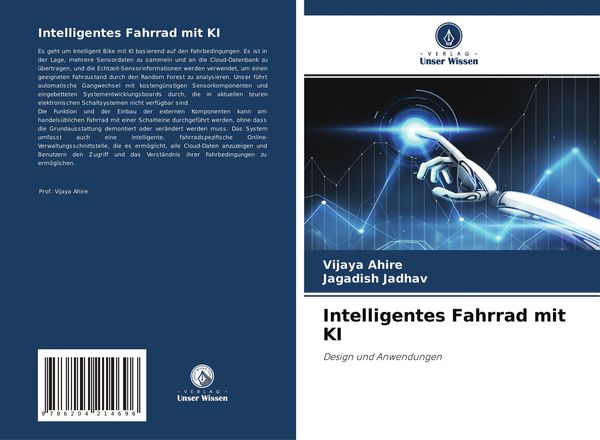 Intelligentes Fahrrad mit KI
Es geht um Intelligent Bike mit KI basierend auf den Fahrbedingungen. Es ist in
der Lage, mehrere Sensordaten zu sammeln und an die Cloud-Datenbank zu
übertragen, und die Echtzeit-Sensorinformationen werden verwendet, um einen
geeigneten Fahrzustand durch den Random Forest zu analysieren. Unser führt
automatische Gangwechsel mit kostengünstigen Sensorkomponenten und
eingebetteten Systementwicklungsboards durch, die in aktuellen teuren
elektronischen Schaltsystemen nicht verfügbar sind.
Die Funktion und der Einbau der externen Komponenten kann am
handelsüblichen Fahrrad mit einer Schaltleine durchgeführt werden, ohne dass
die Grundausstattung demontiert oder verändert werden muss. Das System
umfasst auch eine intelligente, fahrradspezifische Online-
Verwaltungsschnittstelle, die es ermöglicht, alle Cloud-Daten anzuzeigen und
Benutzern den Zugriff und das Verständnis ihrer Fahrbedingungen zu
ermöglichen.
Prof. Vijaya Ahire
9 786204 214696
– VERLAG –
Unser Wissen
– VERLAG –
Unser Wissen
Vijaya Ahire
Jagadish Jadhav
Intelligentes Fahrrad mit
KI
Design und Anwendungen